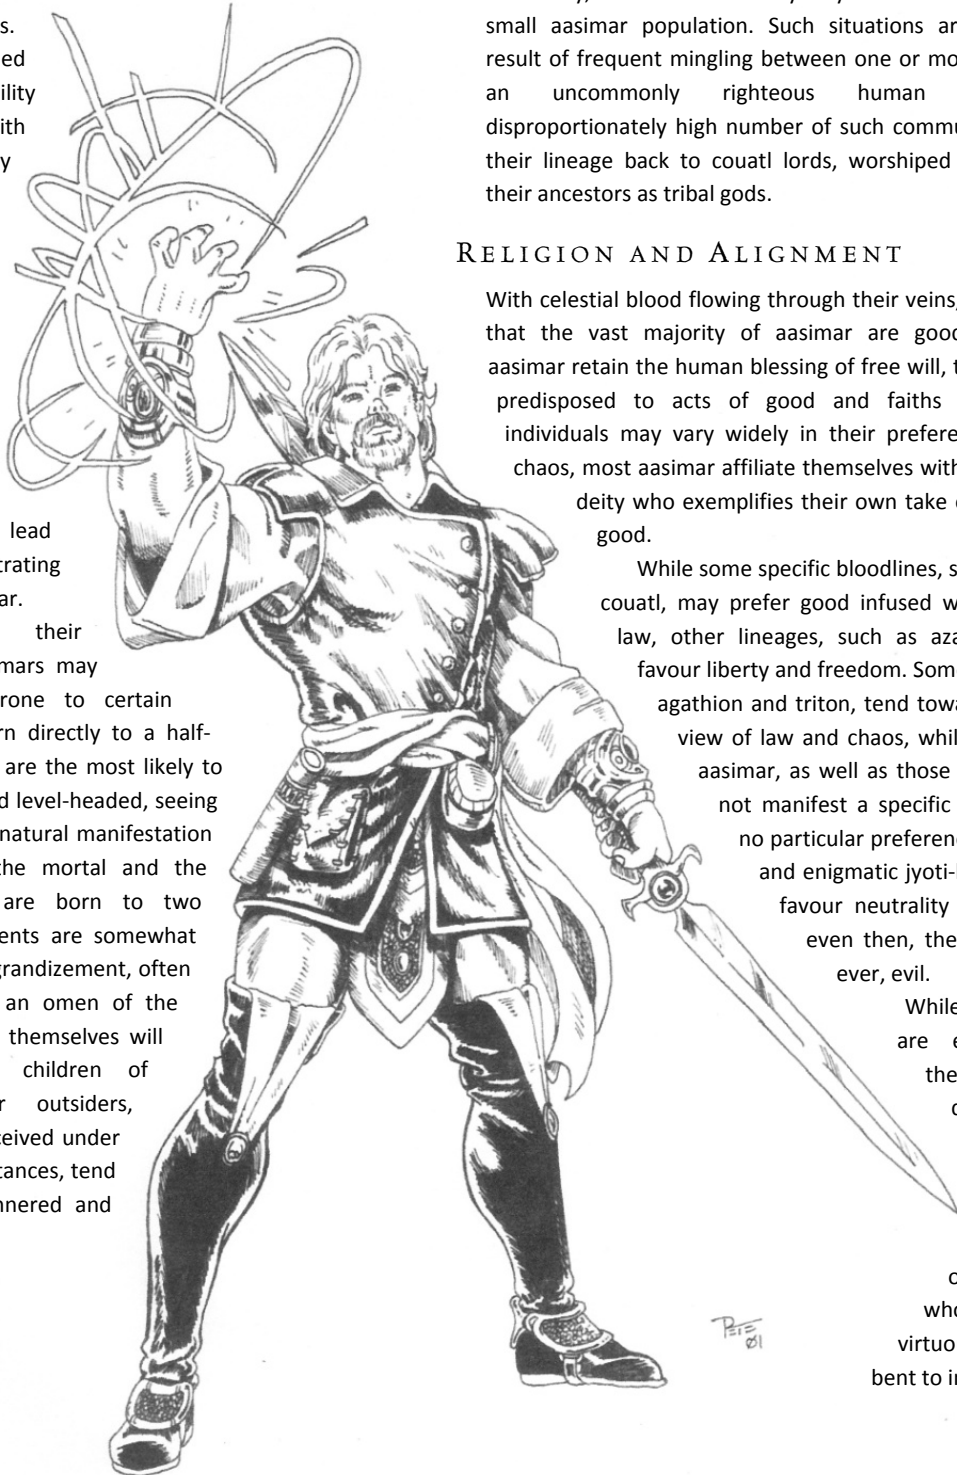 s.
ed
ility
ith
y
lead
trating
ar.
their
mars may
rone to certain
rn directly to a half-
are the most likely to
d level-headed, seeing
natural manifestation
the mortal and the
are born to two
ents are somewhat
grandizement, often
an omen of the
themselves will
children of
r outsiders,
ceived under
tances, tend
nnered and
small aasimar population. Such situations ar
result of frequent mingling between one or mo
an uncommonly righteous human
disproportionately high number of such commu
their lineage back to couatl lords, worshiped
their ancestors as tribal gods.
RELIGION AND ALIGNMENT
With celestial blood flowing through their veins,
that the vast majority of aasimar are good
aasimar retain the human blessing of free will, t
predisposed to acts of good and faiths
individuals may vary widely in their prefere
chaos, most aasimar affiliate themselves with
deity who exemplifies their own take o
good.
While some specific bloodlines, s
couatl, may prefer good infused w
law, other lineages, such as aza
favour liberty and freedom. Som
agathion and triton, tend towa
view of law and chaos, whil
aasimar, as well as those
not manifest a specific
no particular preferenc
and enigmatic jyoti-
favour neutrality
even then, the
ever, evil.
While
are e
the
o
who
virtuo
bent to i
PETE
01